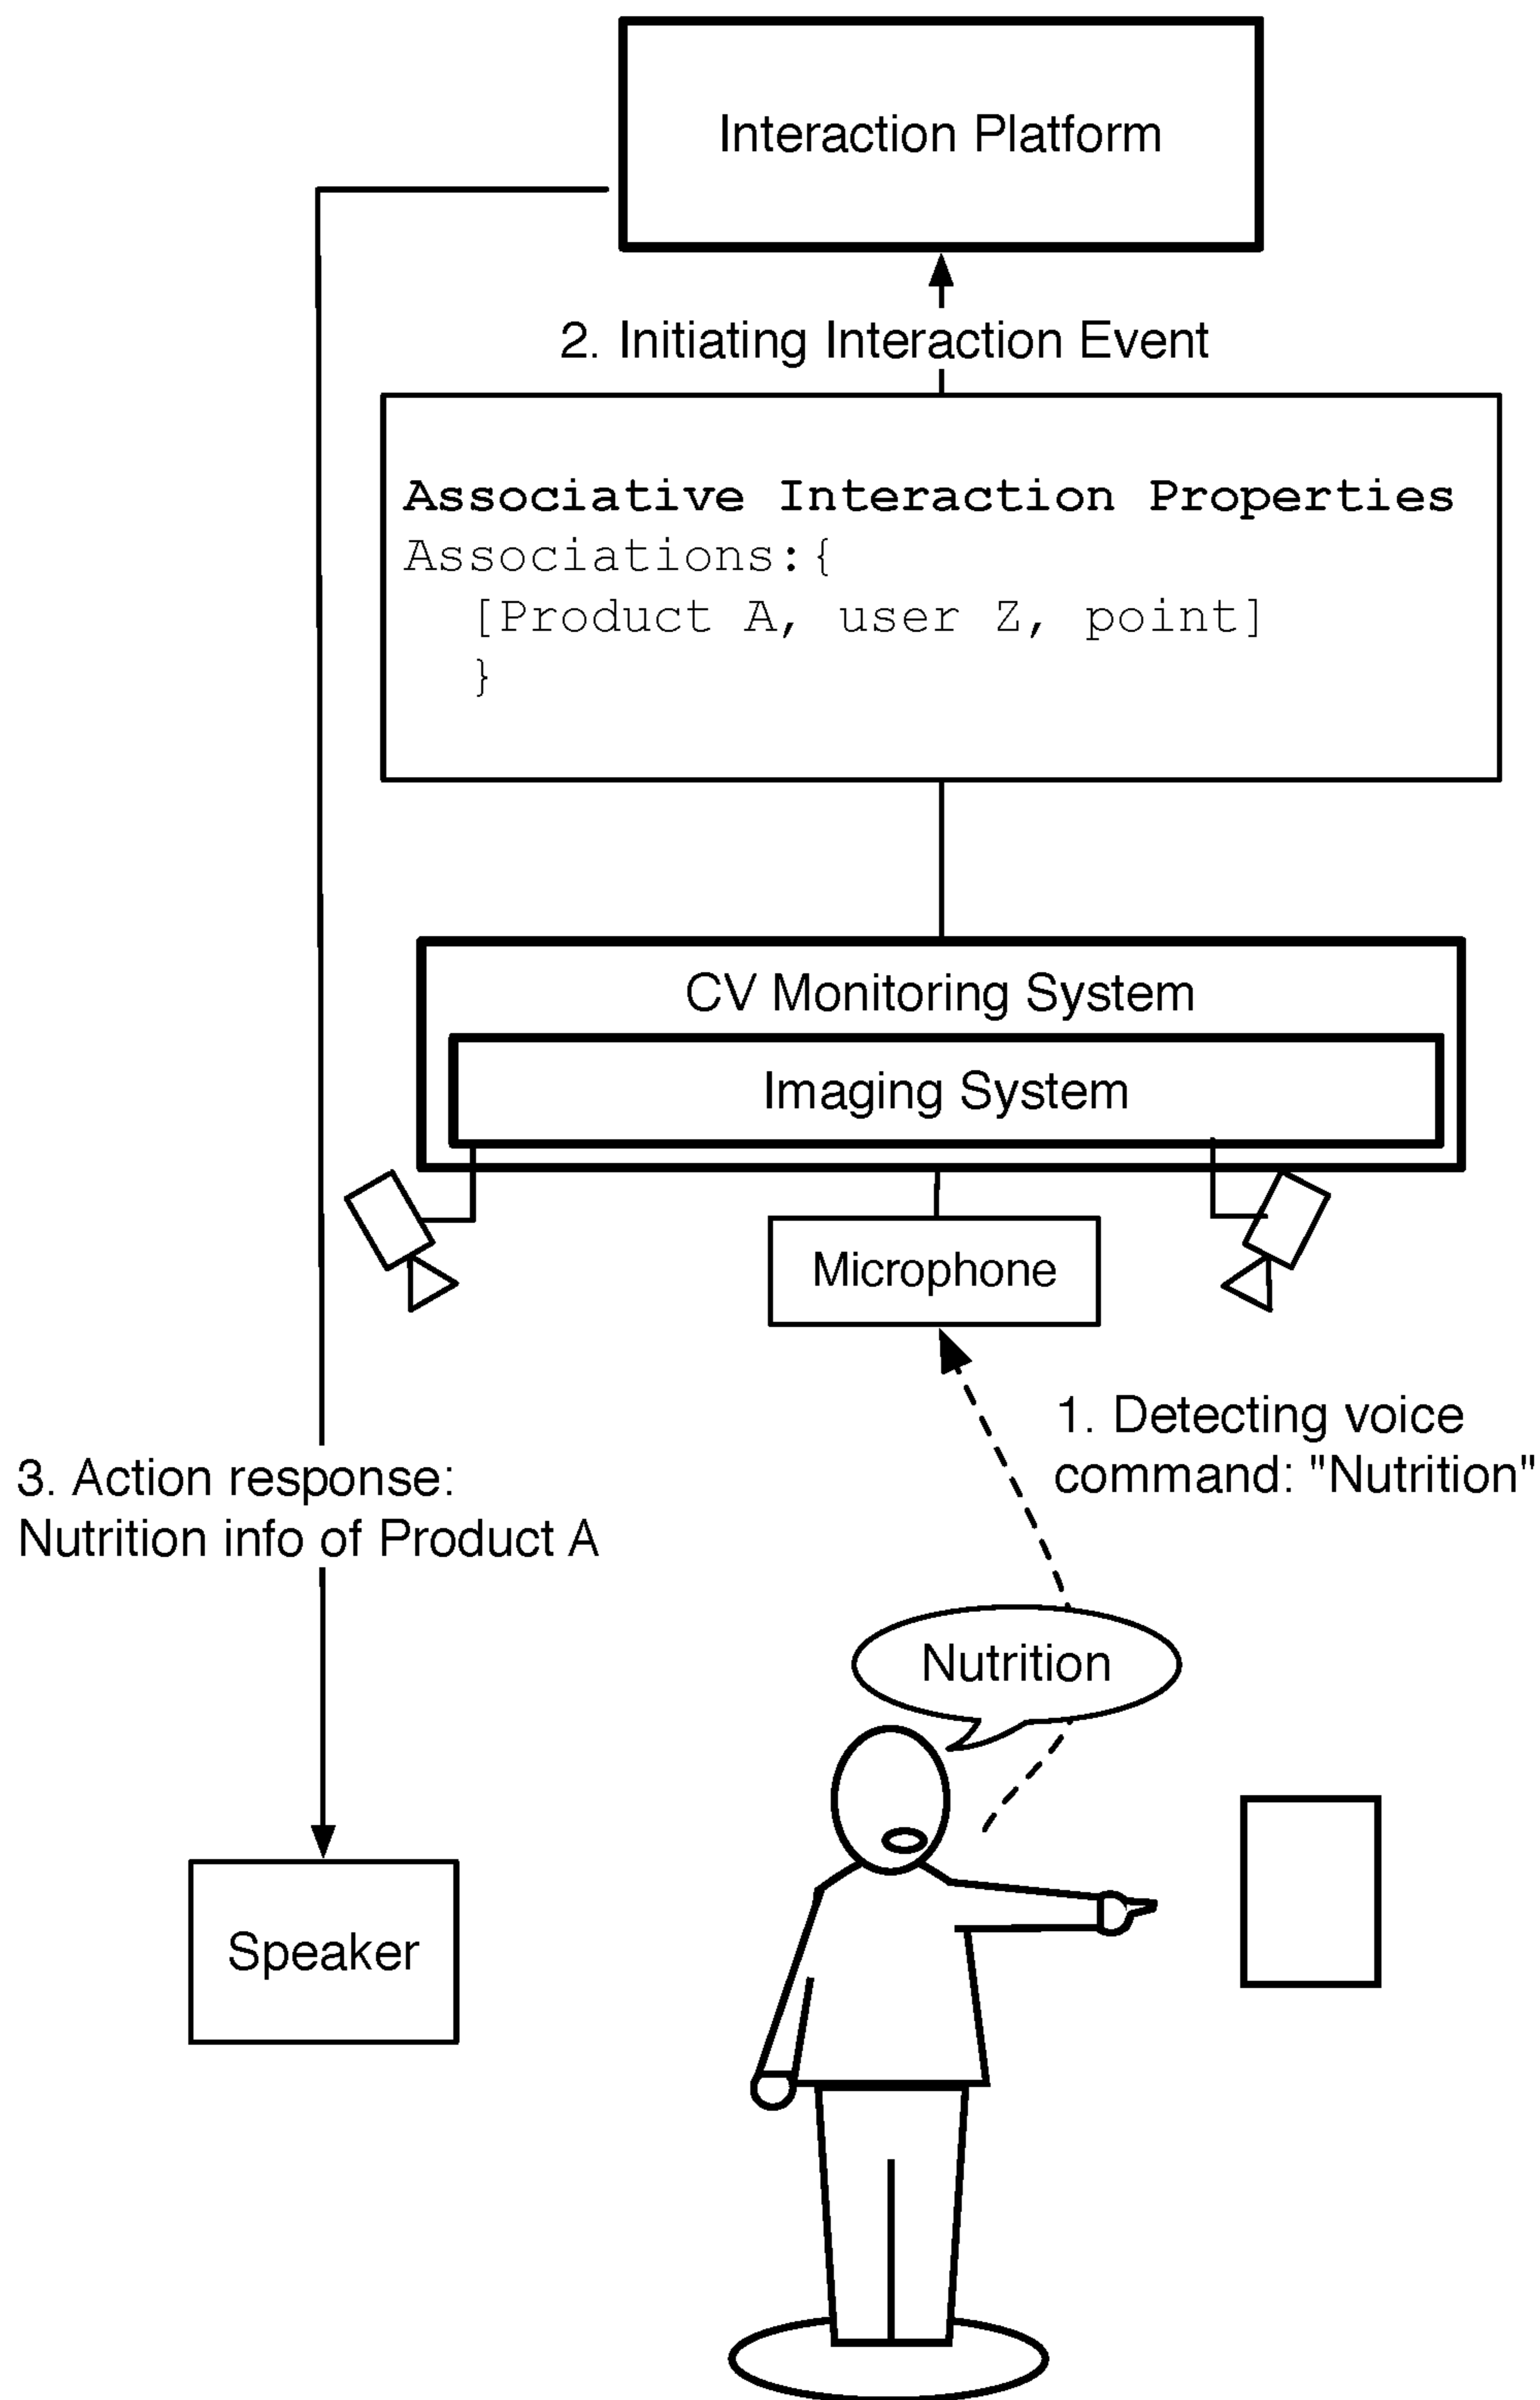 Interaction Platform
2. Initiating Interaction Event
Associative Interaction Properties
Associations:{
[Product A, user Z, point]
}
CV Monitoring System
Imaging System
Microphone
1. Detecting voice
command: "Nutrition"
3. Action response:
Nutrition info of Product A
Nutrition
Speaker